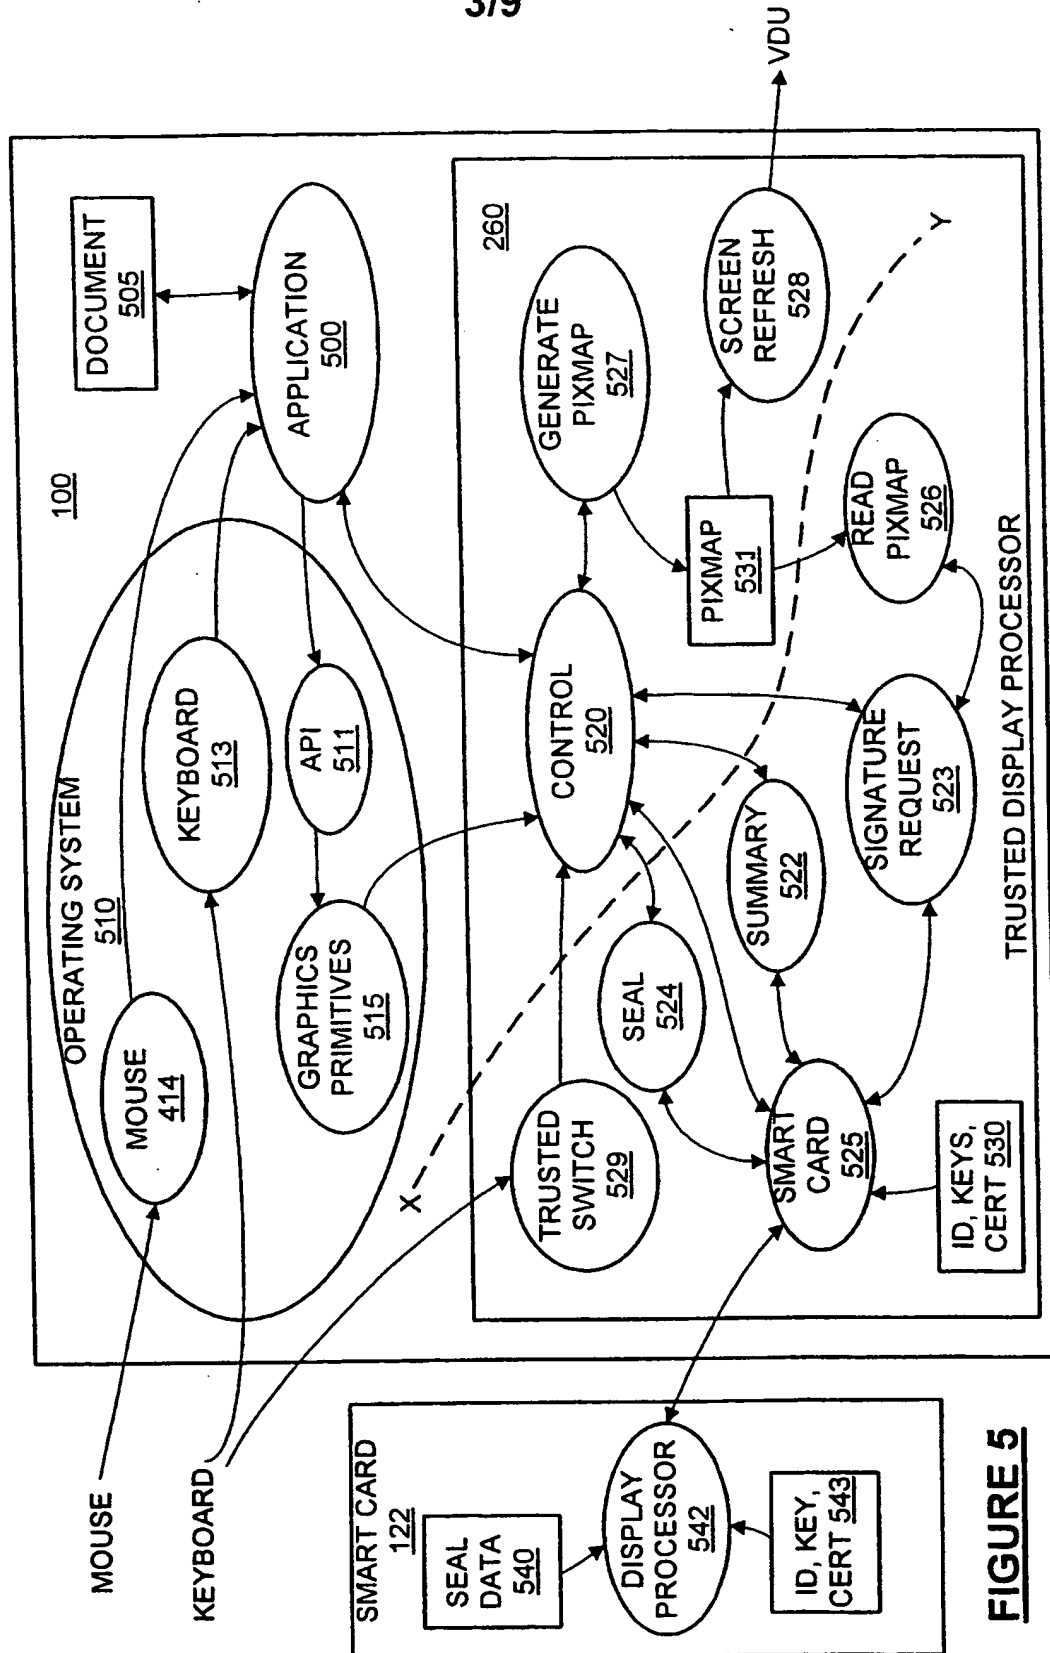 3/9
100
DOCUMENT
505
APPLICATION
500
OPERATING SYSTEM
510
MOUSE
414
KEYBOARD
513
API
511
GRAPHICS
PRIMITIVES
515
MOUSE
KEYBOARD
X
Y
260
TRUSTED
SWITCH
529
CONTROL
520
GENERATE
PIXMAP
527
PIXMAP
531
SCREEN
REFRESH
528
VDU
SEAL
524
SUMMARY
522
SIGNATURE
REQUEST
523
READ
PIXMAP
526
SMART
CARD
525
ID, KEYS,
CERT 530
TRUSTED DISPLAY PROCESSOR
SMART CARD
122
SEAL
DATA
540
DISPLAY
PROCESSOR
542
ID, KEY,
CERT 543
FIGURE 5